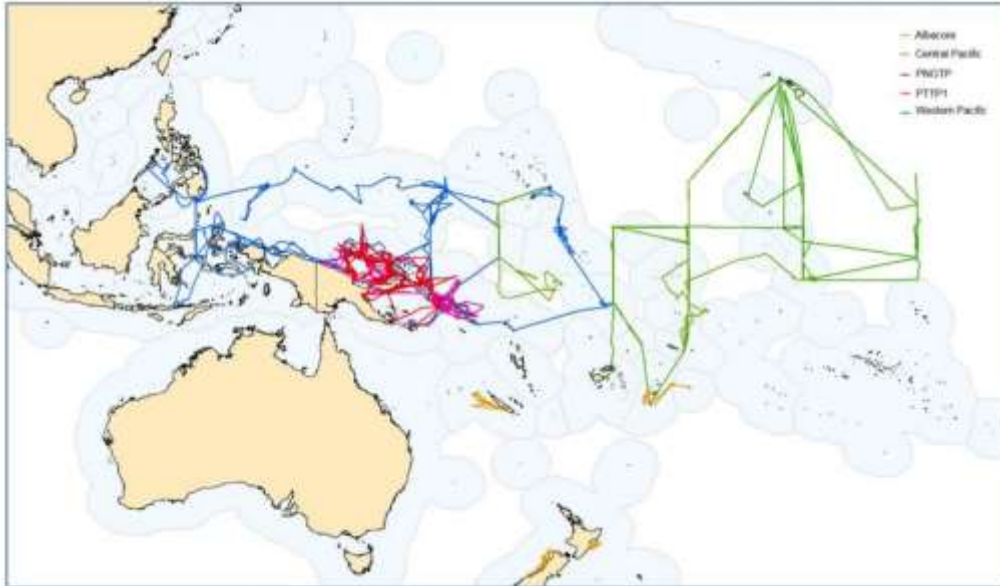 Albacore
Central Pacific
PNGTP
PTTP1
Western Pacific